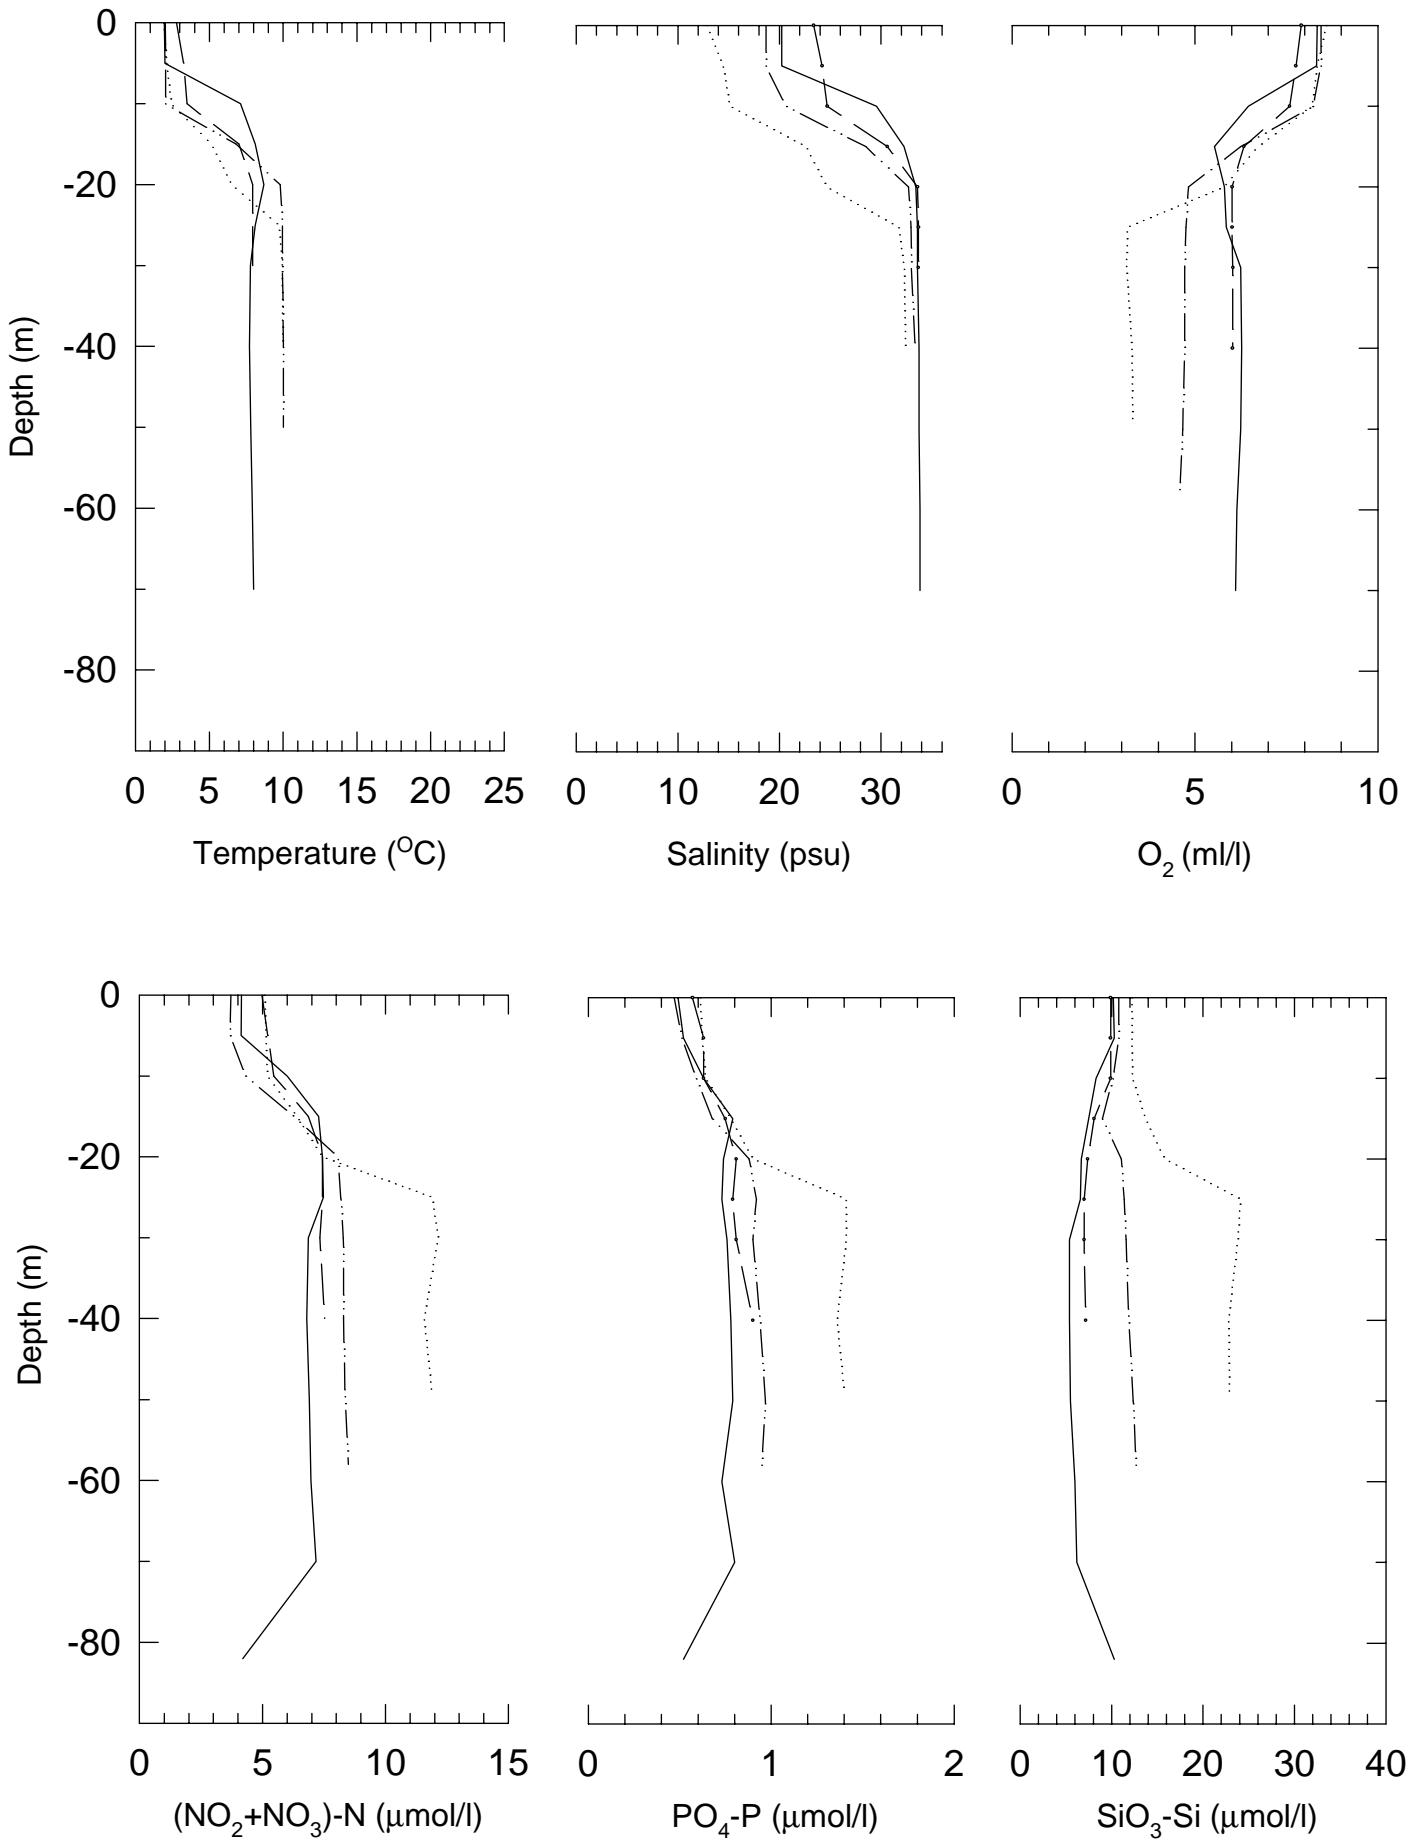 0
-20
-40
-60
-80
Depth (m)
0 5 10 15 20 25
0 10 20 30
0 5 10
Temperature (OC)
Salinity (psu)
O2 (ml/l)
0
-20
-40
-60
-80
Depth (m)
0 5 10 15
0 1 2
0 10 20 30 40
(NO2+NO3)-N (μmol/l)
PO4-P (μmol/l)
SiO3-Si (μmol/l)